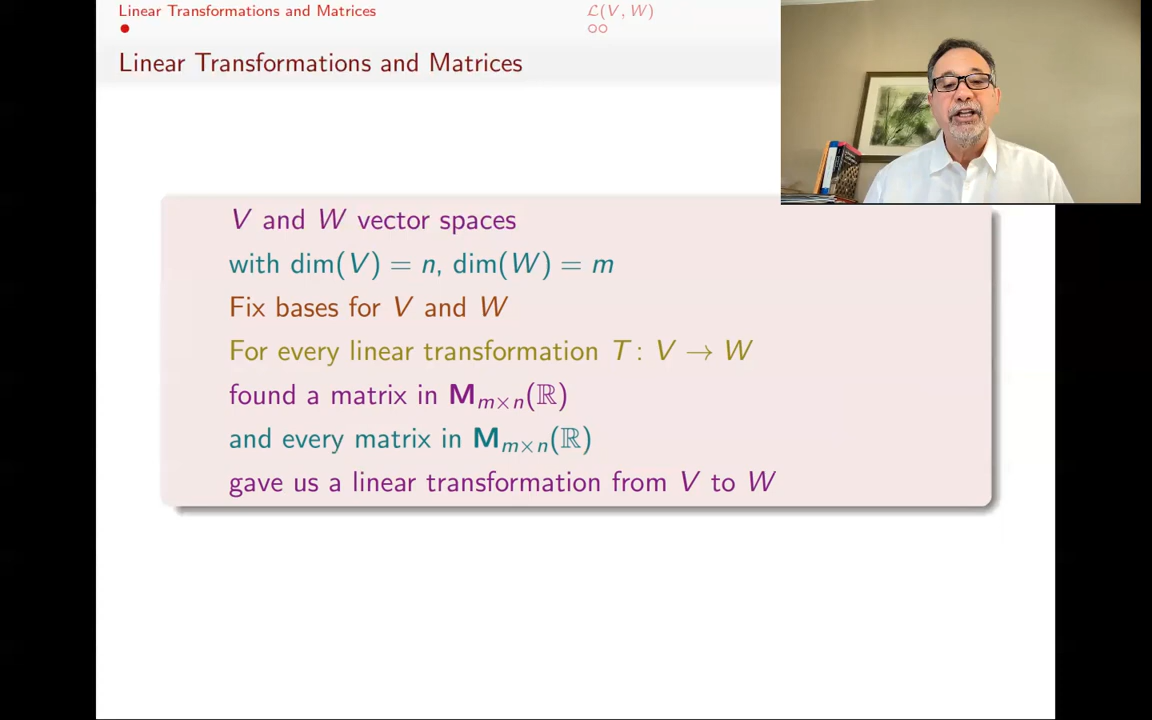 Linear Transformations and Matrices
ℒ(V, W)
Linear Transformations and Matrices
V and W vector spaces
with dim(V) = n, dim(W) = m
Fix bases for V and W
For every linear transformation T: V → W
found a matrix in M_{m×n}(ℝ)
and every matrix in M_{m×n}(ℝ)
gave us a linear transformation from V to W